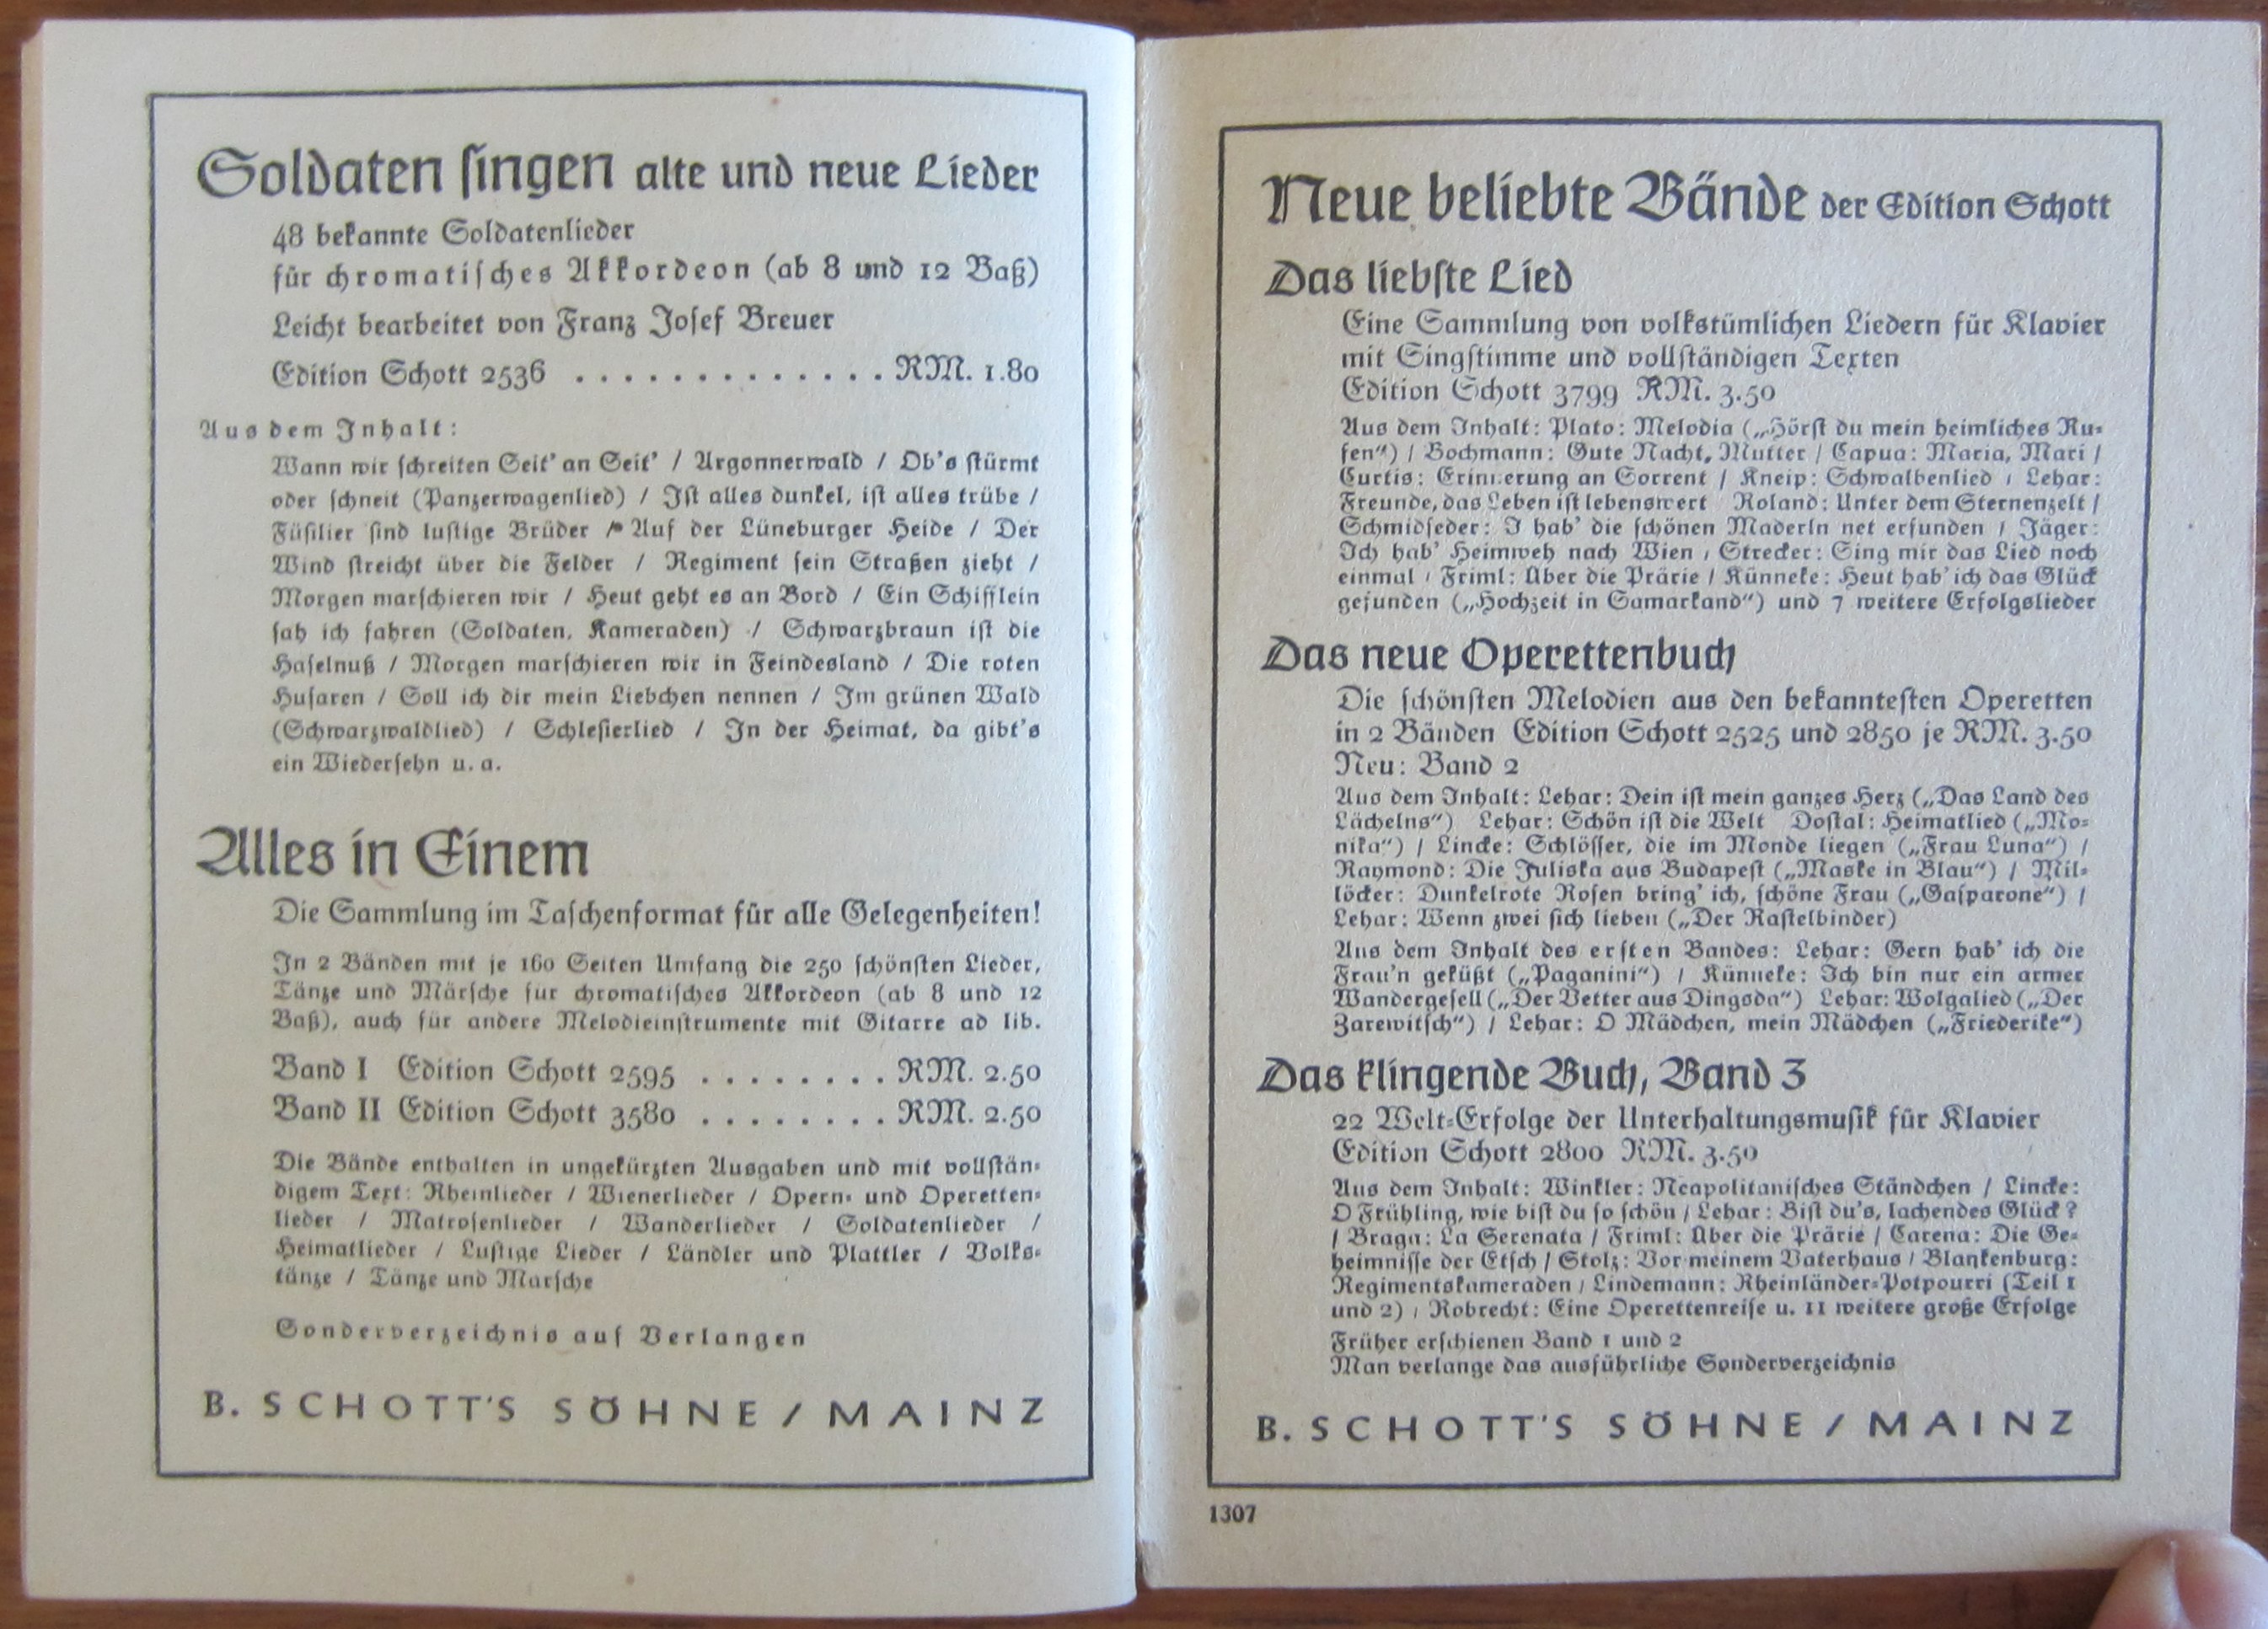 Soldaten singen alte und neue Lieder
48 bekannte Soldatenlieder
für chromatisches Akkordeon (ab 8 und 12 Baß)
Leicht bearbeitet von Franz Josef Breuer
Edition Schott 2536 . . . . . . . . . . . . . RM. 1.80
Aus dem Inhalt:
Wann wir schreiten Seit' an Seit' / Argonnerwald / Ob's stürmt
oder schneit (Panzerwagenlied) / Ist alles dunkel, ist alles trübe /
Füsilier sind lustige Brüder / Auf der Lüneburger Heide / Der
Wind streicht über die Felder / Regiment sein Straßen zieht /
Morgen marschieren wir / Heut geht es an Bord / Ein Schifflein
sah ich fahren (Soldaten, Kameraden) / Schwarzbraun ist die
Haselnuß / Morgen marschieren wir in Feindesland / Die roten
Husaren / Soll ich dir mein Liebchen nennen / Im grünen Wald
(Schwarzwaldlied) / Schlesierlied / In der Heimat, da gibt's
ein Wiedersehn u. a.
Alles in Einem
Die Sammlung im Taschenformat für alle Gelegenheiten!
In 2 Bänden mit je 160 Seiten Umfang die 250 schönsten Lieder,
Tänze und Märsche für chromatisches Akkordeon (ab 8 und 12
Baß), auch für andere Melodieinstrumente mit Gitarre ad lib.
Band I Edition Schott 2595 . . . . . . . . RM. 2.50
Band II Edition Schott 3580 . . . . . . . . RM. 2.50
Die Bände enthalten in ungekürzten Ausgaben und mit vollstän-
digem Text: Rheinlieder / Wienerlieder / Opern- und Operetten-
lieder / Matrosenlieder / Wanderlieder / Soldatenlieder /
Heimatlieder / Lustige Lieder / Ländler und Plattler / Volks-
tänze / Tänze und Marsche
Sonderverzeichnis auf Verlangen
B. SCHOTT'S SÖHNE / MAINZ
Neue beliebte Bände der Edition Schott
Das liebste Lied
Eine Sammlung von volkstümlichen Liedern für Klavier
mit Singstimme und vollständigen Texten
Edition Schott 3799 RM. 3.50
Aus dem Inhalt: Plato: Melodia („Hörst du mein heimliches Ru-
fen“) / Bochmann: Gute Nacht, Mutter / Capua: Maria, Mari /
Curtis: Erinnerung an Sorrent / Kneip: Schwalbenlied / Lehar:
Freunde, das Leben ist lebenswert Roland: Unter dem Sternenzelt /
Schmidseder: I hab' die schönen Maderln net erfunden / Jäger:
Ich hab' Heimweh nach Wien / Strecker: Sing mir das Lied noch
einmal / Friml: Über die Prärie / Künneke: Heut hab' ich das Glück
gefunden („Hochzeit in Samarkand“) und 7 weitere Erfolgslieder
Das neue Operettenbuch
Die schönsten Melodien aus den bekanntesten Operetten
in 2 Bänden Edition Schott 2525 und 2850 je RM. 3.50
Neu: Band 2
Aus dem Inhalt: Lehar: Dein ist mein ganzes Herz („Das Land des
Lächelns“) Lehar: Schön ist die Welt Dostal: Heimatlied („Mo-
nika“) / Lincke: Schlösser, die im Monde liegen („Frau Luna“) /
Raymond: Die Juliska aus Budapest („Maske in Blau“) / Mil-
löcker: Dunkelrote Rosen bring' ich, schöne Frau („Gasparone“) /
Lehar: Wenn zwei sich lieben („Der Rastelbinder)
Aus dem Inhalt des ersten Bandes: Lehar: Gern hab' ich die
Frau'n geküßt („Paganini“) / Künneke: Ich bin nur ein armer
Wandergesell („Der Vetter aus Dingsda“) Lehar: Wolgalied („Der
Zarewitsch“) / Lehar: O Mädchen, mein Mädchen („Friederike“)
Das klingende Buch, Band 3
22 Welt-Erfolge der Unterhaltungsmusik für Klavier
Edition Schott 2800 RM. 3.50
Aus dem Inhalt: Winkler: Neapolitanisches Ständchen / Lincke:
O Frühling, wie bist du so schön / Lehar: Bist du's, lachendes Glück?
/ Braga: La Serenata / Friml: Über die Prärie / Carena: Die Ge-
heimnisse der Etsch / Stolz: Vor meinem Vaterhaus / Blankenburg:
Regimentskameraden / Lindemann: Rheinländer-Potpourri (Teil 1
und 2) / Robrecht: Eine Operettenreise u. 11 weitere große Erfolge
Früher erschienen Band 1 und 2
Man verlange das ausführliche Sonderverzeichnis
B. SCHOTT'S SÖHNE / MAINZ
1307